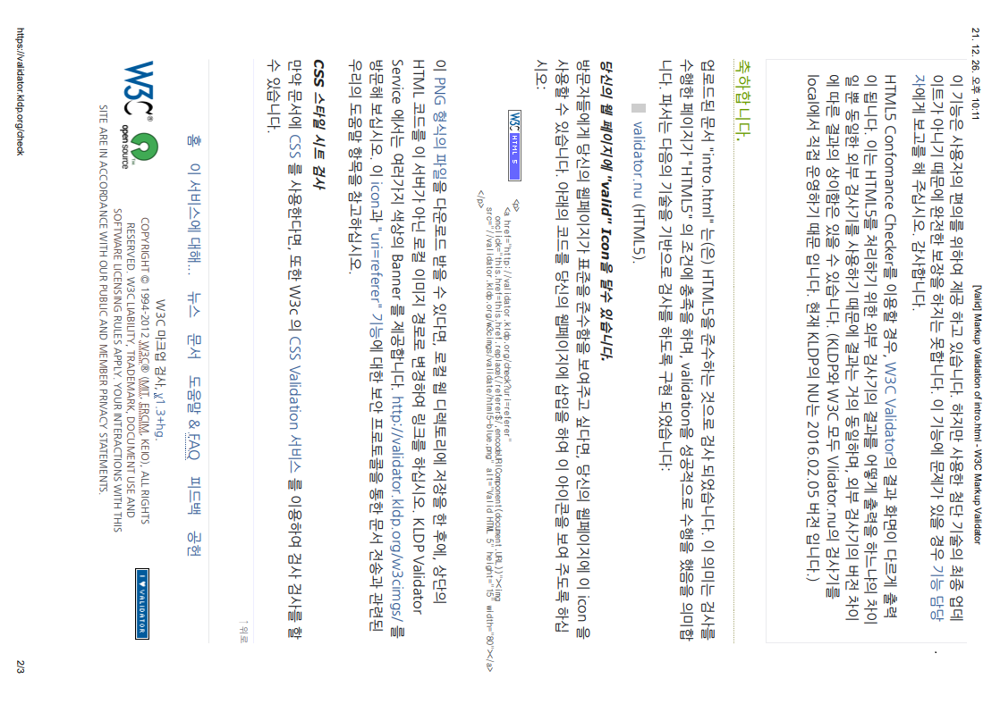 21. 12. 26. 오후 10:11
[Valid] Markup Validation of intro.html - W3C Markup Validator
이 기능은 사용자의 편의를 위하여 제공 하고 있습니다. 하지만 사용한 첨단 기술의 최종 업데
이트가 아니기 때문에 완전한 보장을 하지는 못합니다. 이 기능에 문제가 있을 경우 기능 담당
자에게 보고를 해 주십시오. 감사합니다.
HTML5 Confomance Checker를 이용할 경우, W3C Validator의 결과 화면이 다르게 출력
이 됩니다. 이는 HTML5를 처리하기 위한 외부 검사기의 결과를 어떻게 출력을 하느냐의 차이
일 뿐 동일한 외부 검사기를 사용하기 때문에 결과는 거의 동일하며, 외부 검사기의 버전 차이
에 따른 결과의 상이함은 있을 수 있습니다. (KLDP와 W3C 모두 Vlidator.nu의 검사기를
local에서 직접 운영하기 때문 입니다. 현재 KLDP의 NU는 2016.02.05 버전 입니다.)
축하합니다.
업로드된 문서 "intro.html" 는(은) HTML5을 준수하는 것으로 검사 되었습니다. 이 의미는 검사를
수행한 페이지가 "HTML5" 의 조건에 충족을 하며, validation을 성공적으로 수행을 했음을 의미합
니다. 파서는 다음의 기술을 기반으로 검사를 하도록 구현 되었습니다:
validator.nu (HTML5).
당신의 웹 페이지에 "valid" Icon을 달수 있습니다.
방문자들에게 당신의 웹페이지가 표준을 준수함을 보여주고 싶다면, 당신의 웹페이지에 이 icon 을
사용할 수 있습니다. 아래의 코드를 당신의 웹페이지에 삽입을 하여 이 아이콘을 보여 주도록 하십
시오:
W3C HTML 5
<p>
<a href="http://validator.kldp.org/check?uri=referer"
onclick="this.href=this.href.replace(/referer$/,encodeURIComponent(document.URL))"><img
src="//validator.kldp.org/w3cimgs/validate/html5-blue.png" alt="Valid HTML 5" height="15" width="80"></a>
</p>
이 PNG 형식의 파일을 다운로드 받을 수 있다면, 로컬 웹 디렉토리에 저장을 한 후에, 상단의
HTML 코드를 이 서버가 아닌 로컬 이미지 경로로 변경하여 링크를 하십시오. KLDP Validator
Service 에서는 여러가지 색상의 Banner 를 제공합니다. http://validator.kldp.org/w3cimgs/ 를
방문해 보십시오. 이 icon과 "uri=referer" 기능에 대한 보안 프로토콜을 통한 문서 전송과 관련된
우리의 도움말 항목을 참고하십시오.
CSS 스타일 시트 검사
만약 문서에 CSS 를 사용한다면, 또한 W3c 의 CSS Validation 서비스 를 이용하여 검사 검사를 할
수 있습니다.
↑ 위로
홈 이 서비스에 대해... 뉴스 문서 도움말 & FAQ 피드백 공헌
W3C®
open source™
W3C 마크업 검사, v1.3+hg.
COPYRIGHT © 1994-2012 W3C® (MIT, ERCIM, KEIO), ALL RIGHTS
RESERVED. W3C LIABILITY, TRADEMARK, DOCUMENT USE AND
SOFTWARE LICENSING RULES APPLY. YOUR INTERACTIONS WITH THIS
SITE ARE IN ACCORDANCE WITH OUR PUBLIC AND MEMBER PRIVACY STATEMENTS.
I ♥ VALIDATOR
https://validator.kldp.org/check
2/3